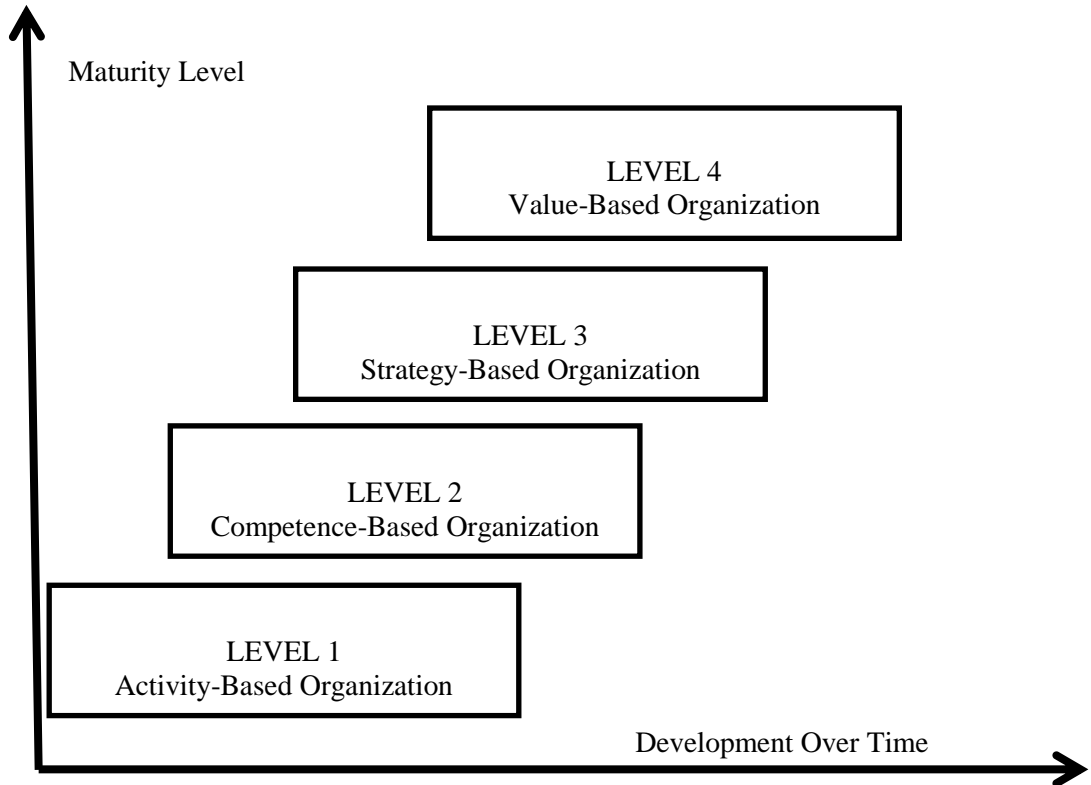 Maturity Level
LEVEL 4
Value-Based Organization
LEVEL 3
Strategy-Based Organization
LEVEL 2
Competence-Based Organization
LEVEL 1
Activity-Based Organization
Development Over Time